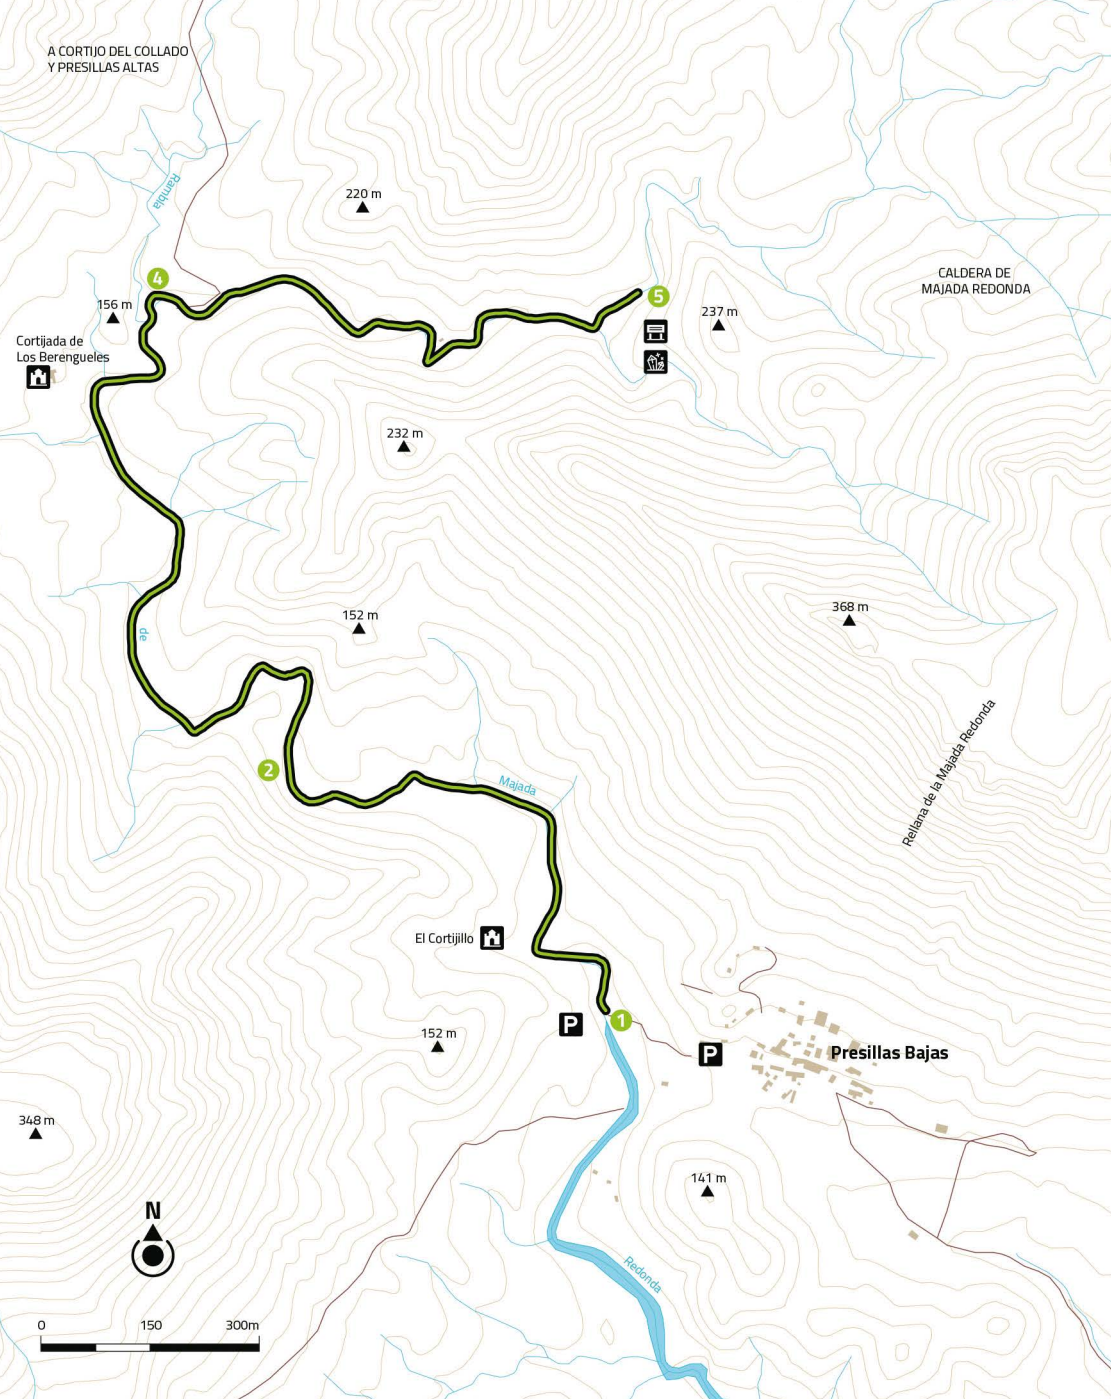 A CORTIJO DEL COLLADO
Y PRESILLAS ALTAS
Rambla
220 m
4
5
156 m
237 m
CALDERA DE
MAJADA REDONDA
Cortijada de
Los Berengueles
232 m
152 m
368 m
de
Rellana de la Majada Redonda
2
Majada
El Cortijillo
P
1
152 m
P
Presillas Bajas
348 m
141 m
N
Redonda
0 150 300m